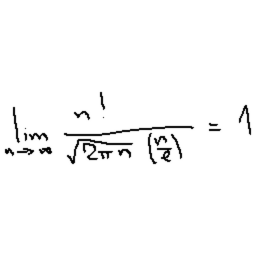 lim n→∞ n! / (√(2πn) (n/e)) = 1